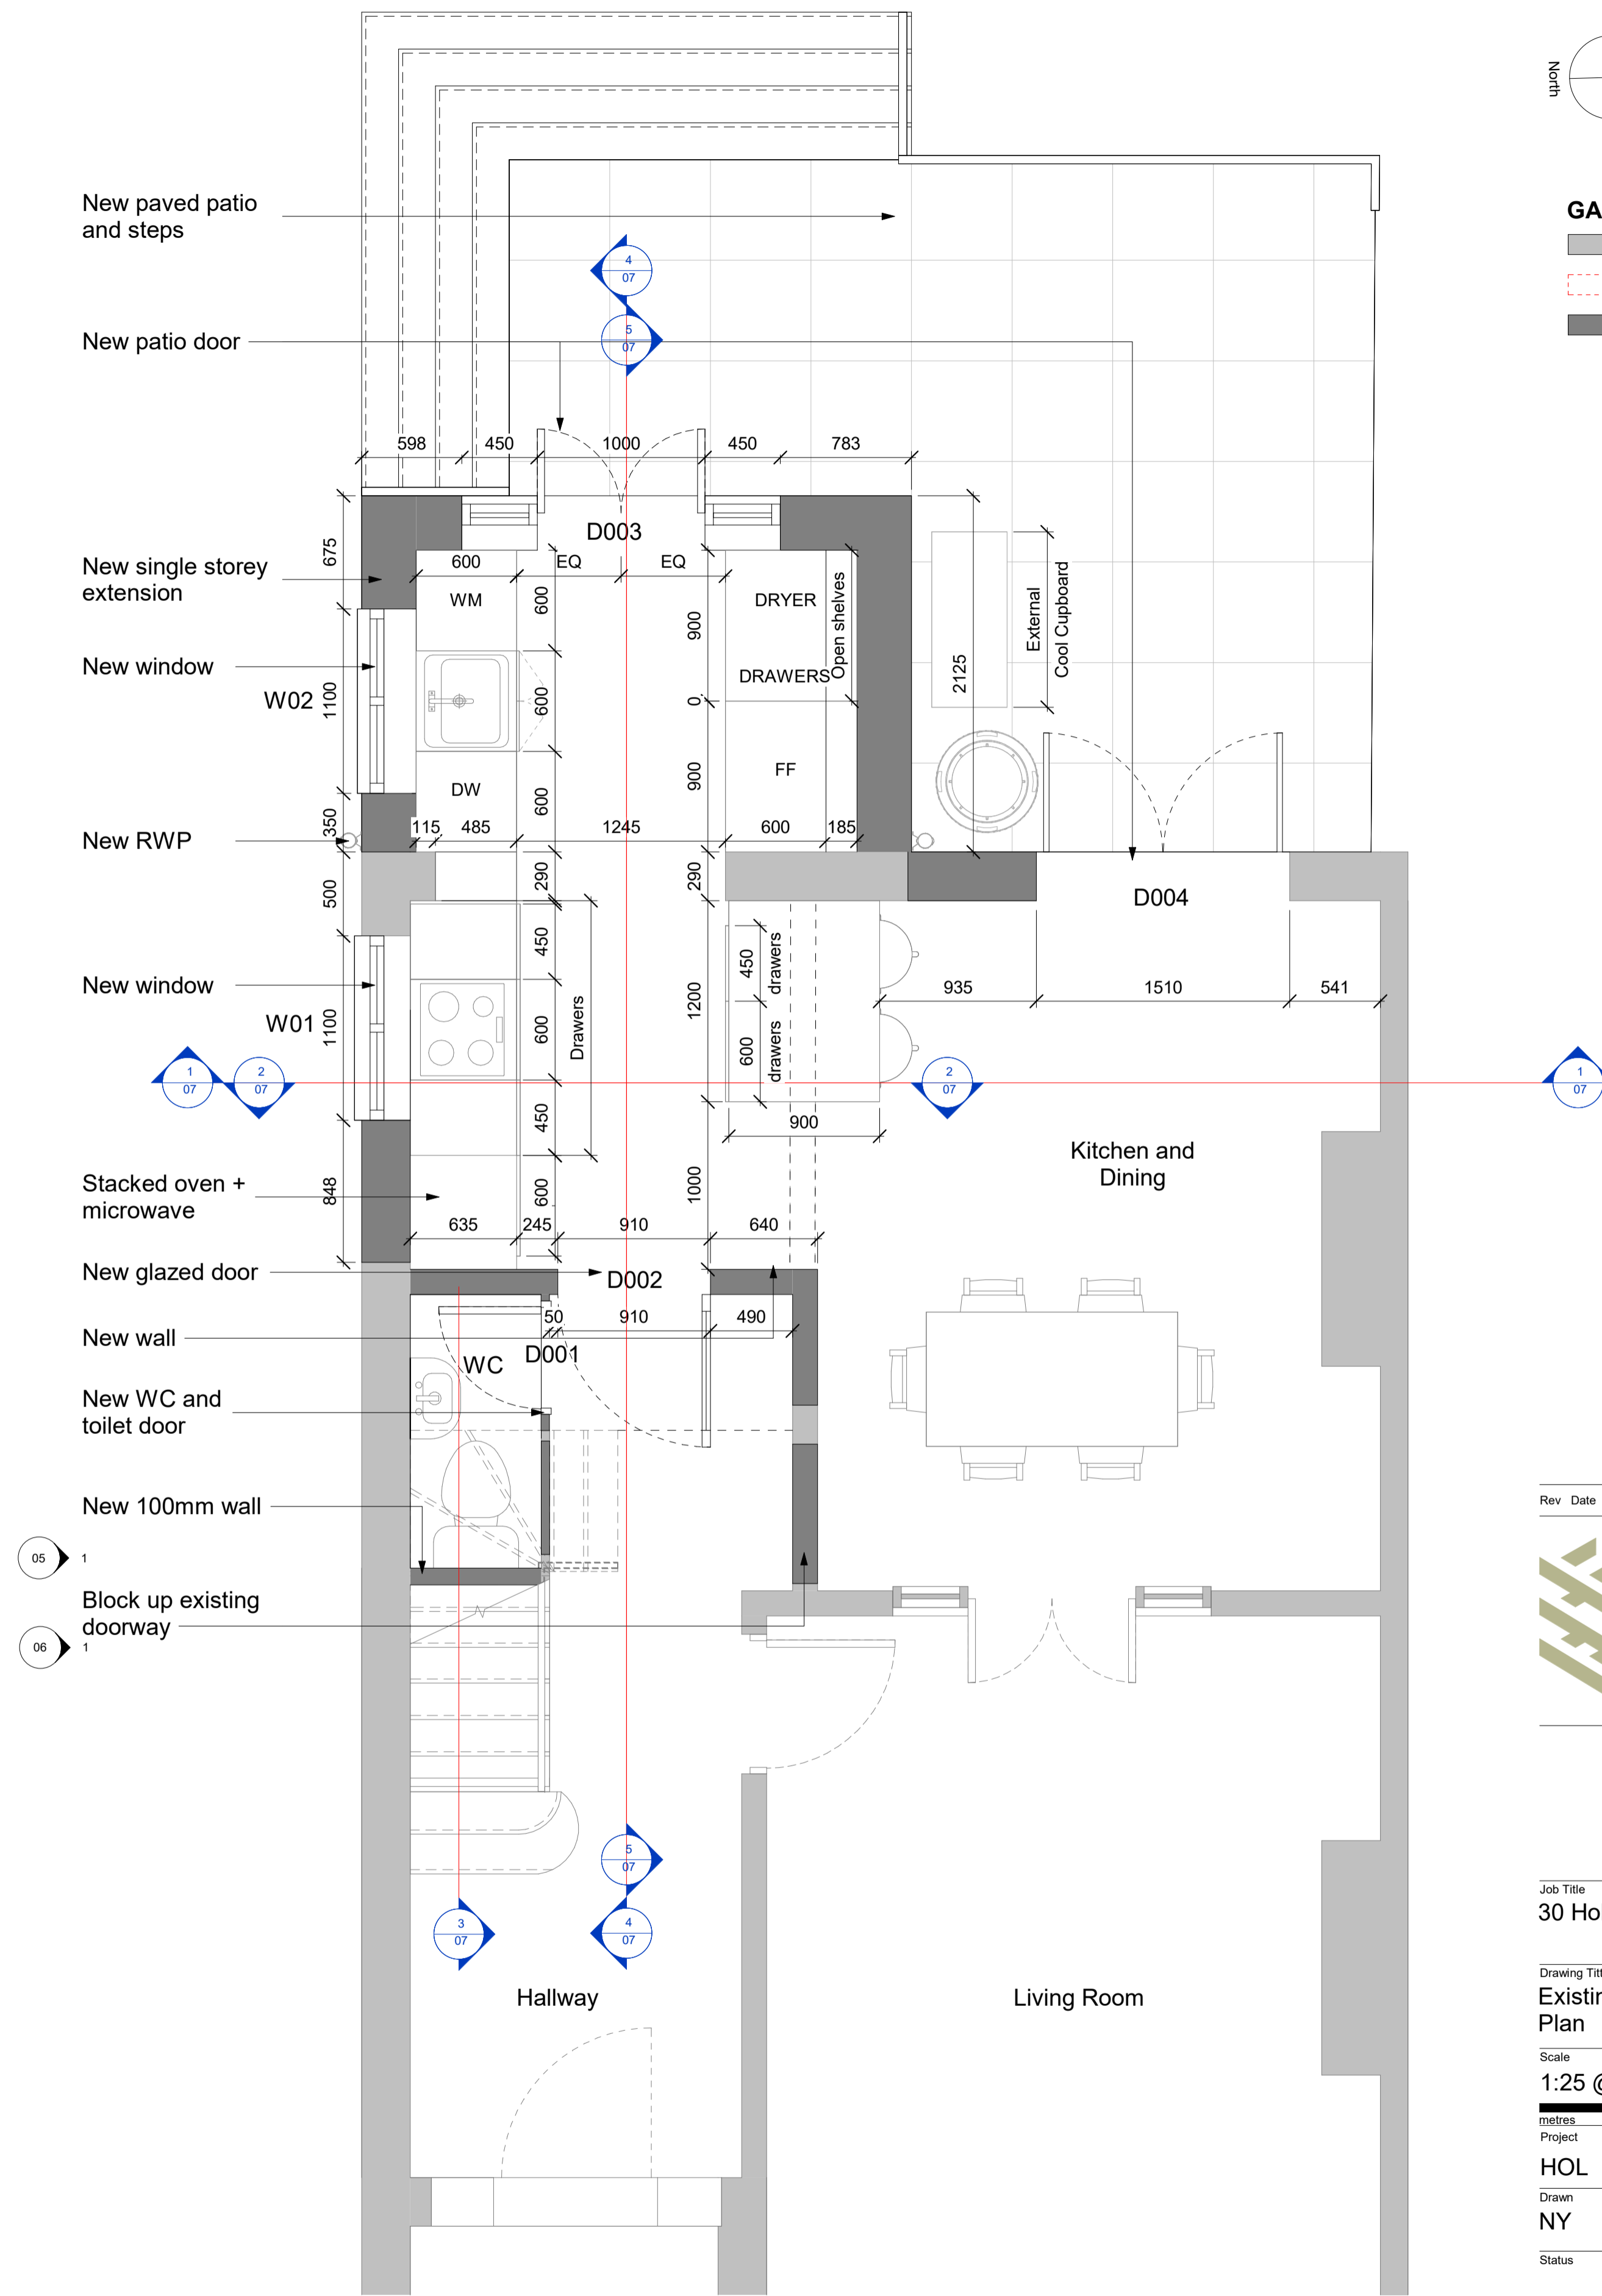 North
GA
New paved patio
and steps
4
07
5
07
New patio door
598
450
1000
450
783
D003
675
600
EQ
EQ
New single storey
extension
WM
600
900
DRYER
Open shelves
External
Cool Cupboard
New window
W02
1100
600
DRAWERS
0
2125
DW
600
900
FF
New RWP
350
115
485
1245
600
185
500
290
290
D004
450
450
drawers
935
1510
541
New window
W01
1100
600
Drawers
1200
600
drawers
1
07
2
07
2
07
1
07
450
900
Kitchen and
Dining
Stacked oven +
microwave
848
600
1000
635
245
910
640
New glazed door
D002
50
910
490
New wall
D001
WC
New WC and
toilet door
New 100mm wall
05
1
Block up existing
doorway
06
1
5
07
3
07
4
07
Hallway
Living Room
Rev Date
Job Title
30 Ho
Drawing Tit
Existin
Plan
Scale
1:25 @
metres
Project
HOL
Drawn
NY
Status